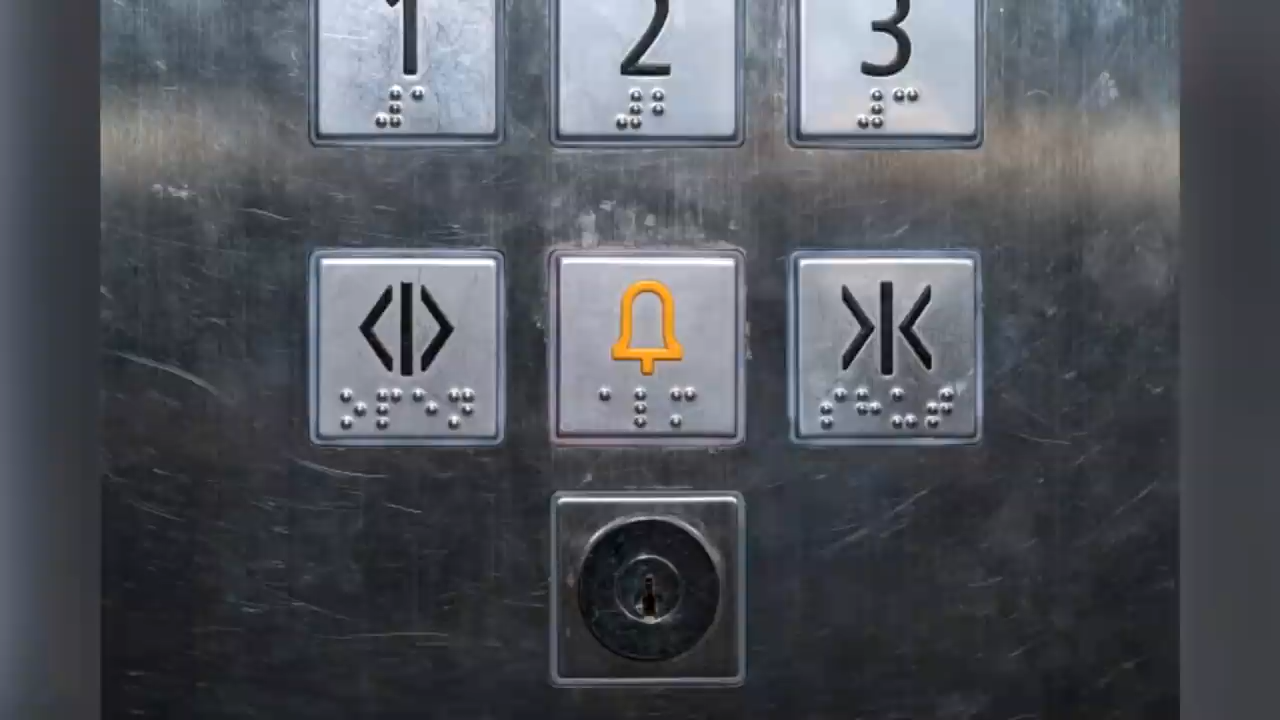 1 2 3
⠼⠁ ⠼⠃ ⠼⠉
⠕⠏⠑⠝ ⠁⠇⠍ ⠎⠓⠥⠞